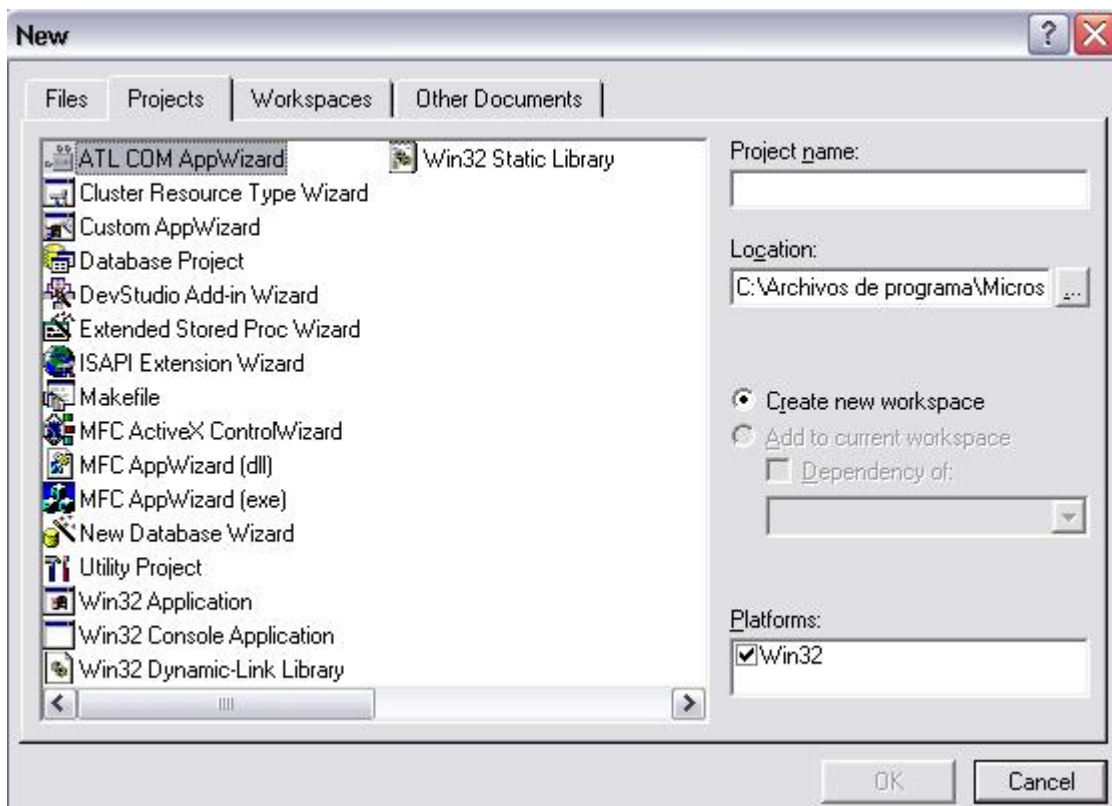 New
Files Projects Workspaces Other Documents
ATL COM AppWizard
Cluster Resource Type Wizard
Custom AppWizard
Database Project
DevStudio Add-in Wizard
Extended Stored Proc Wizard
ISAPI Extension Wizard
Makefile
MFC ActiveX ControlWizard
MFC AppWizard (dll)
MFC AppWizard (exe)
New Database Wizard
Utility Project
Win32 Application
Win32 Console Application
Win32 Dynamic-Link Library
Win32 Static Library
Project name:
Location:
C:\Archivos de programa\Micros ...
Create new workspace
Add to current workspace
Dependency of:
Platforms:
Win32
OK Cancel